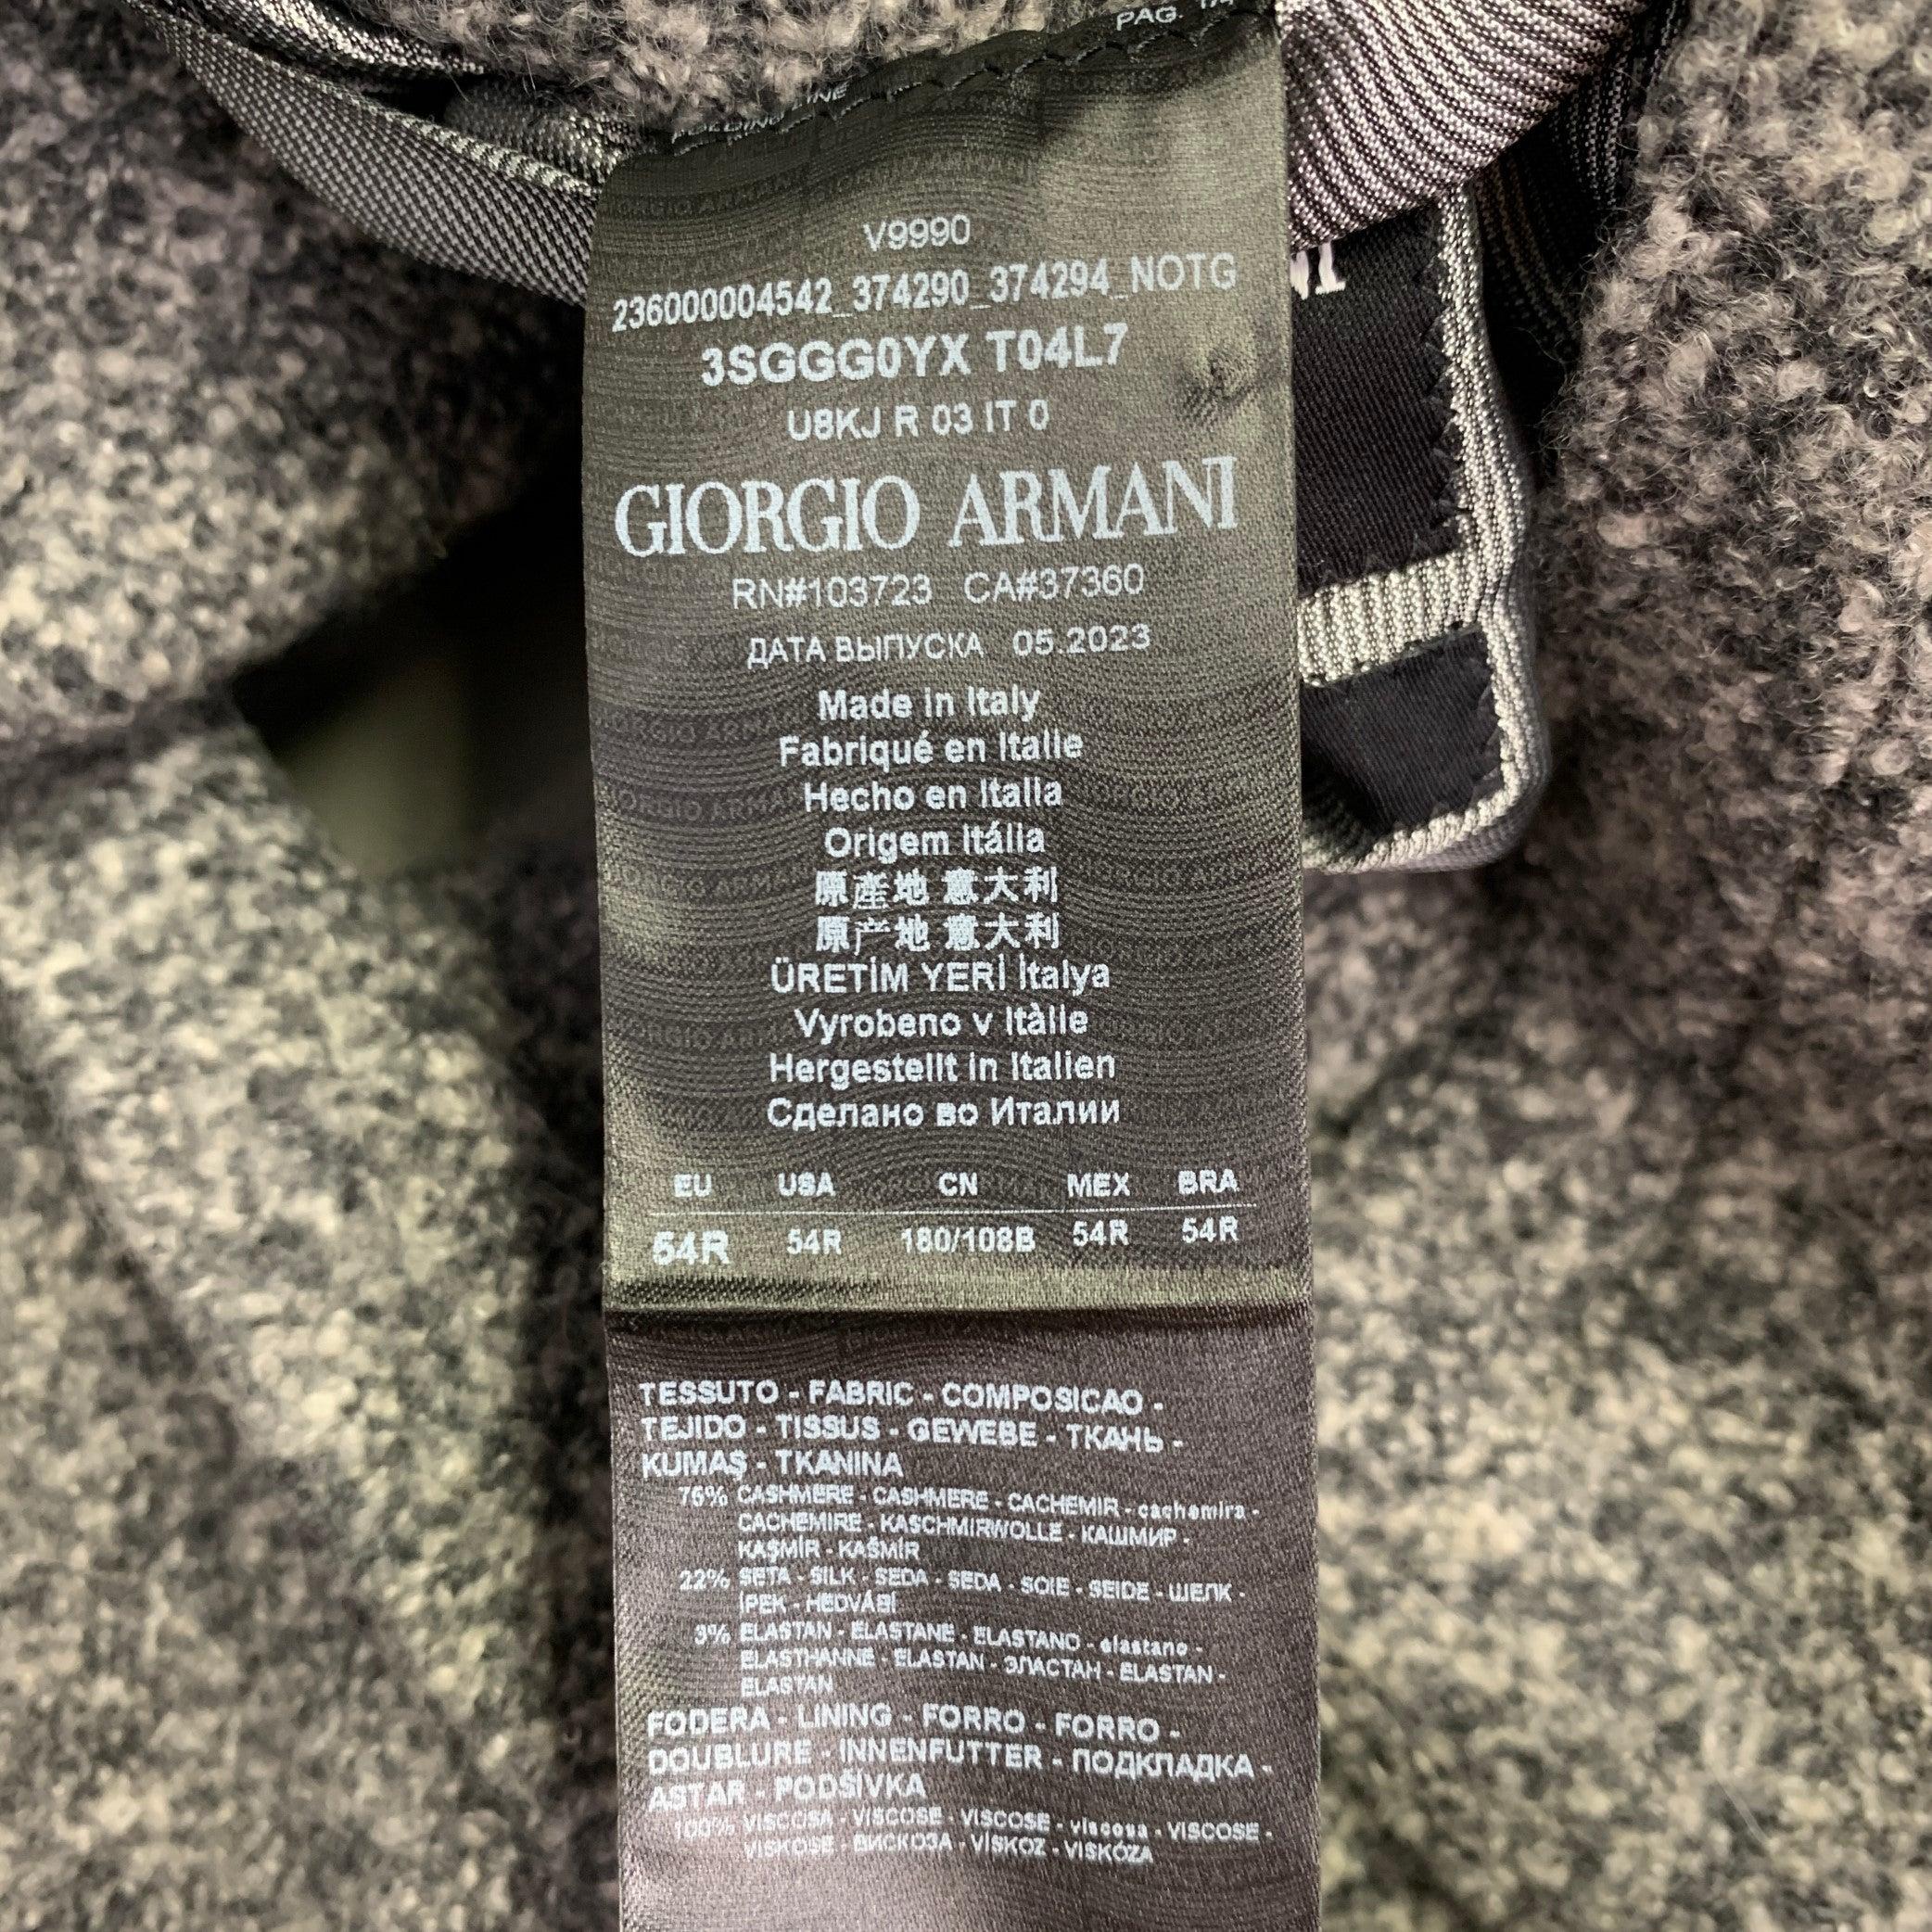 PAG. 1/4
LINE
V9990
236000004542_374290_374294_NOTG
3SGGG0YX T04L7
U8KJ R 03 IT 0
GIORGIO ARMANI
RN#103723 CA#37360
ДАТА ВЫПУСКА 05.2023
Made in Italy
Fabriqué en Italie
Hecho en Italia
Origem Itália
原產地 意大利
原产地 意大利
ÜRETİM YERİ İtalya
Vyrobeno v Itàlie
Hergestellt in Italien
Сделано во Италии
EU USA CN MEX BRA
54R 54R 180/108B 54R 54R
TESSUTO - FABRIC - COMPOSICAO -
TEJIDO - TISSUS - GEWEBE - ТКАНЬ -
KUMAŞ - TKANINA
75% CASHMERE - CASHMERE - CACHEMIR - cachemira -
CACHEMIRE - KASCHMIRWOLLE - КАШМИР -
KAŞMİR - KAŠMÍR
22% SETA - SILK - SEDA - SEDA - SOIE - SEIDE - ШЕЛК -
İPEK - HEDVÁBÍ
3% ELASTAN - ELASTANE - ELASTANO - elastano -
ELASTHANNE - ELASTAN - ЭЛАСТАН - ELASTAN -
ELASTAN
FODERA - LINING - FORRO - FORRO -
DOUBLURE - INNENFUTTER - ПОДКЛАДКА -
ASTAR - PODŠÍVKA
100% VISCOSA - VISCOSE - VISCOSE - viscosa - VISCOSE -
VISKOSE - ВИСКОЗА - VİSKOZ - VISKÓZA